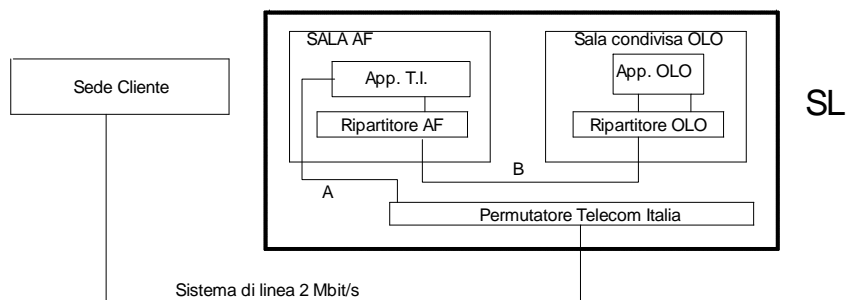 SALA AF
Sala condivisa OLO
Sede Cliente
App. T.I.
App. OLO
SL
Ripartitore AF
Ripartitore OLO
A
B
Permutatore Telecom Italia
Sistema di linea 2 Mbit/s